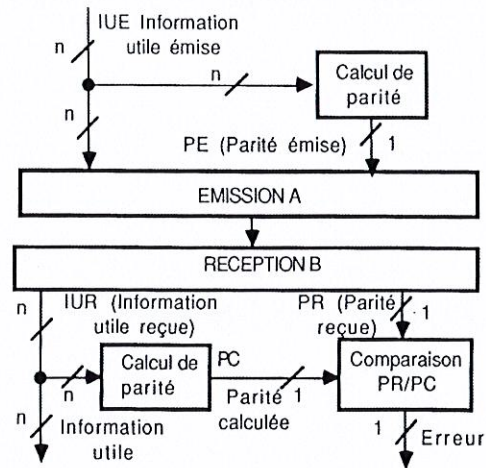 IUE Information
utile émise
n
n
n
Calcul de
parité
PE (Parité émise)
1
EMISSION A
RECEPTION B
n
IUR (Information
utile reçue)
PR (Parité
reçue)
1
n
Calcul de
parité
PC
Parité
calculée
1
Comparaison
PR/PC
n
Information
utile
1
Erreur